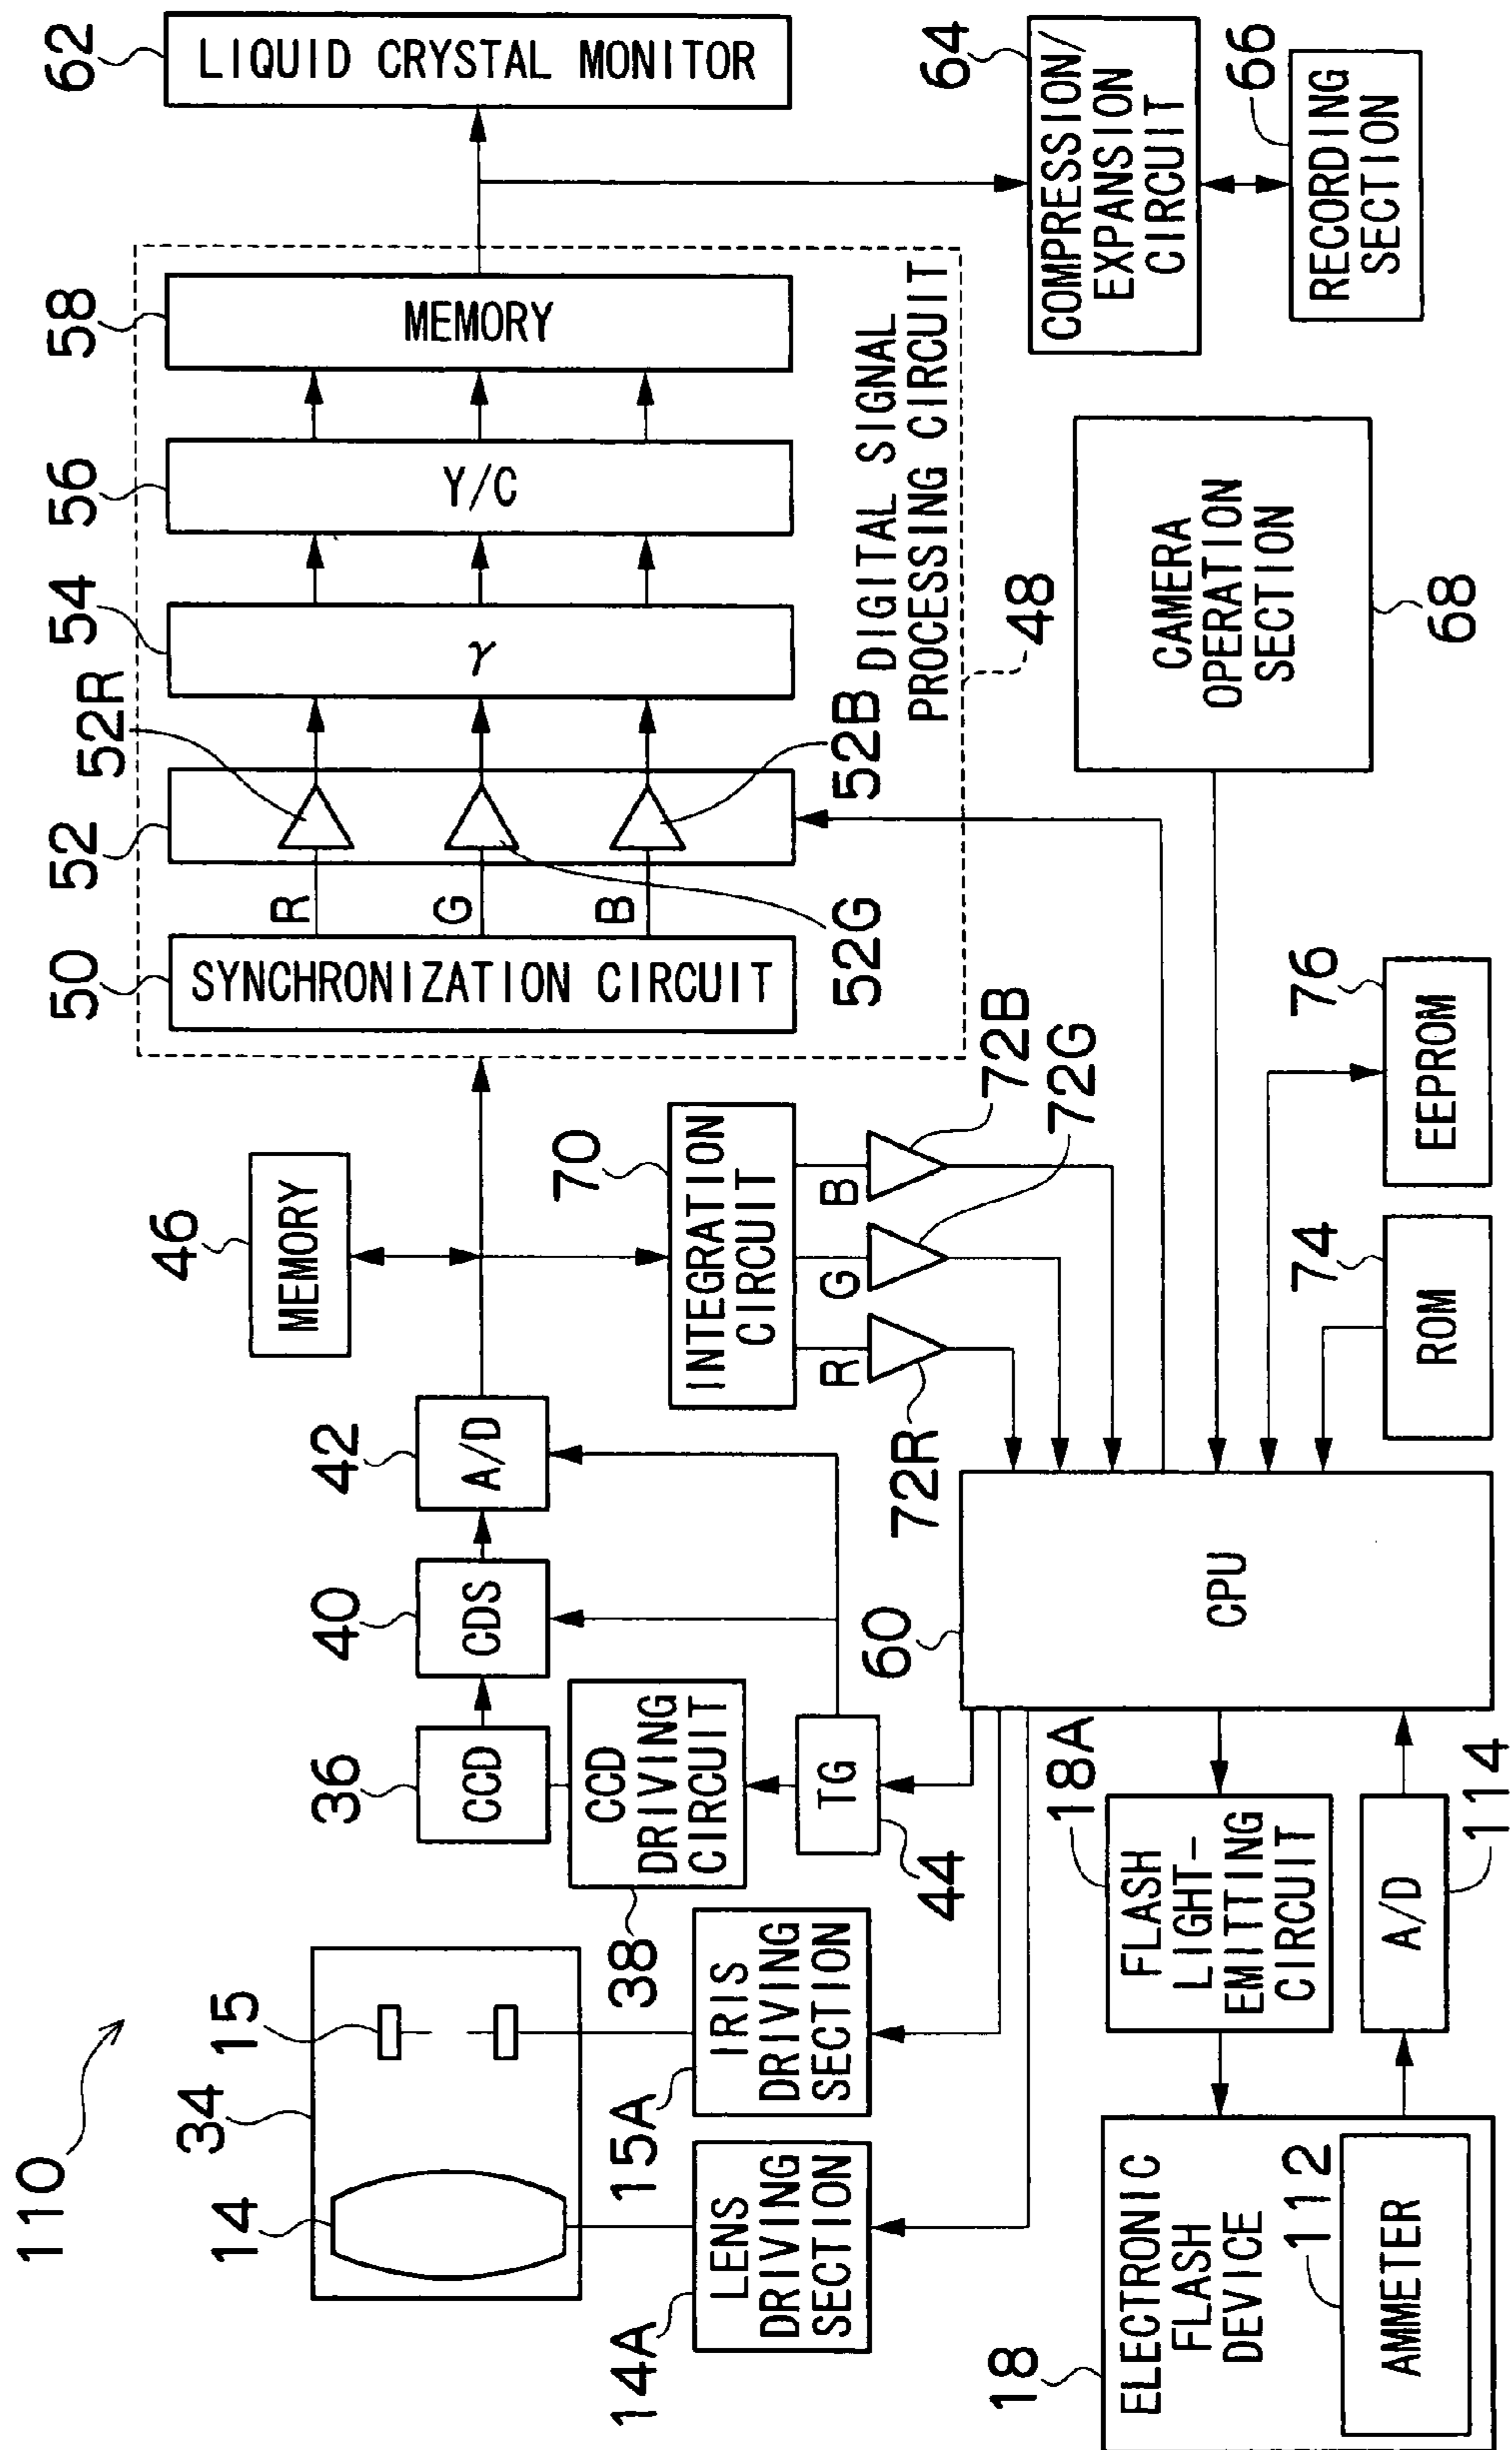 110
34
14
15
14A
LENS
DRIVING
SECTION
15A
IRIS
DRIVING
SECTION
36
CCD
38
CCD
DRIVING
CIRCUIT
40
CDS
42
A/D
44
TG
46
MEMORY
70
INTEGRATION
CIRCUIT
R
G
B
72R
72G
72B
50
SYNCHRONIZATION CIRCUIT
R
G
B
52
52R
52G
52B
54
γ
56
Y/C
58
MEMORY
DIGITAL SIGNAL
PROCESSING CIRCUIT
48
62
LIQUID CRYSTAL MONITOR
64
COMPRESSION/
EXPANSION
CIRCUIT
66
RECORDING
SECTION
18
ELECTRONIC
FLASH
DEVICE
112
AMMETER
18A
FLASH
LIGHT-
EMITTING
CIRCUIT
A/D
114
60
CPU
74
ROM
76
EEPROM
CAMERA
OPERATION
SECTION
68